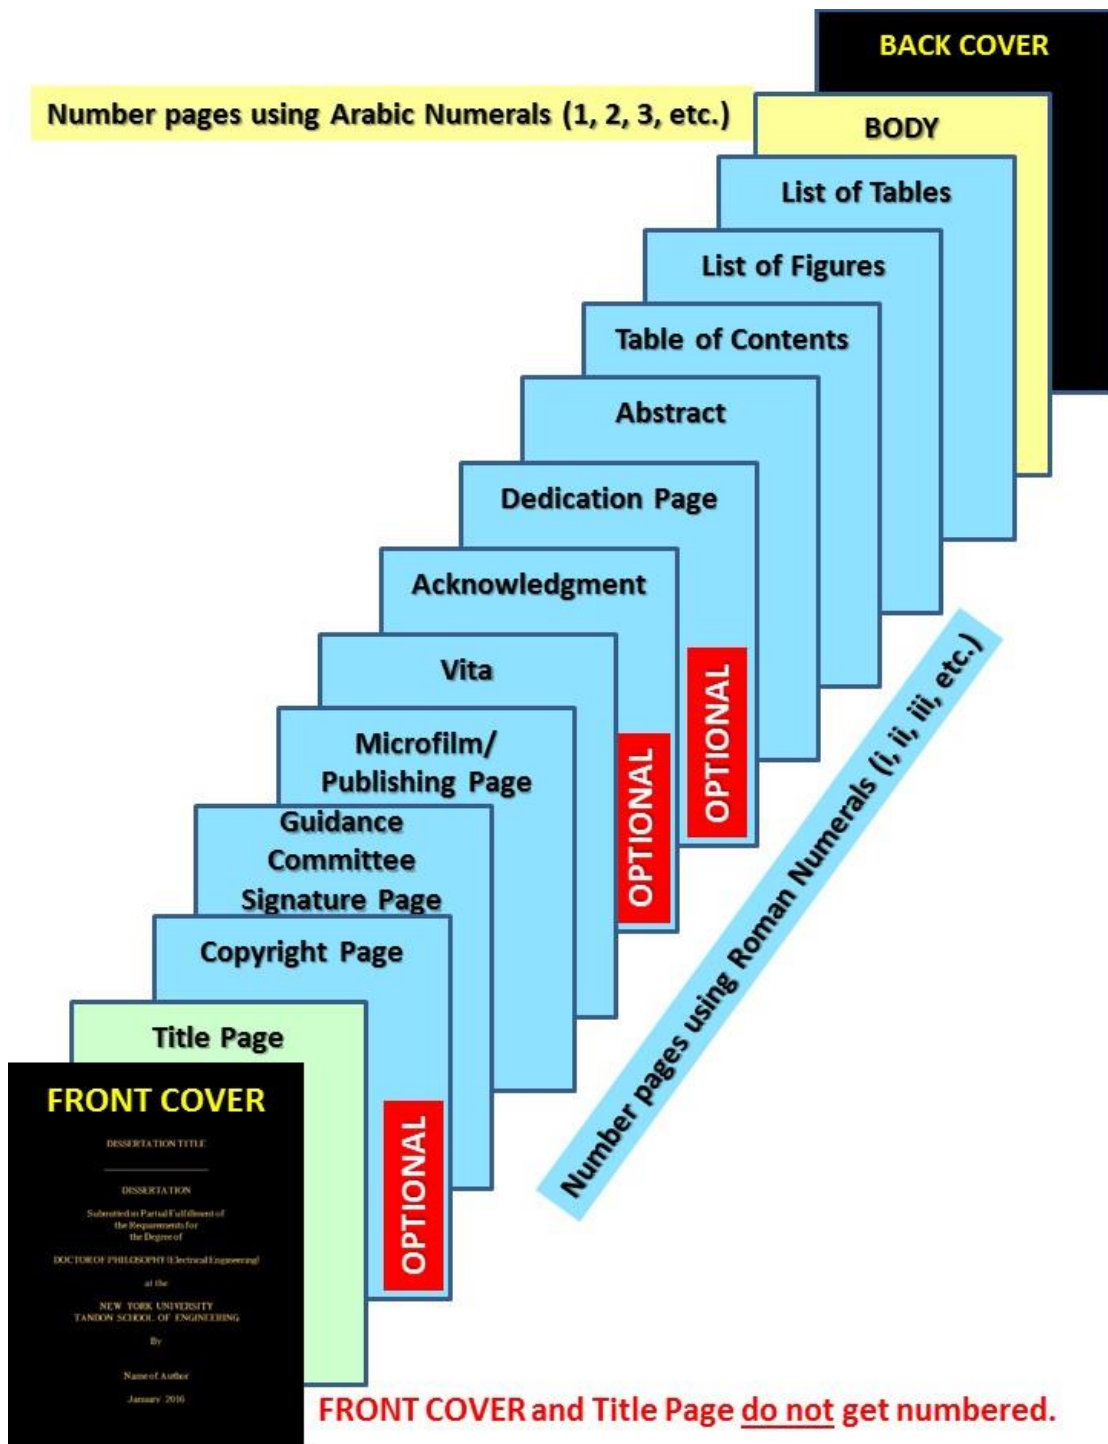 BACK COVER
Number pages using Arabic Numerals (1, 2, 3, etc.)
BODY
List of Tables
List of Figures
Table of Contents
Abstract
Dedication Page
OPTIONAL
Acknowledgment
OPTIONAL
Vita
Microfilm/
Publishing Page
Guidance
Committee
Signature Page
Copyright Page
OPTIONAL
Title Page
Number pages using Roman Numerals (i, ii, iii, etc.)
FRONT COVER
DISSERTATION TITLE
DISSERTATION
Submitted in Partial Fulfillment of
the Requirements for
the Degree of
DOCTOR OF PHILOSOPHY (Electrical Engineering)
at the
NEW YORK UNIVERSITY
TANDON SCHOOL OF ENGINEERING
By
Name of Author
January 2016
FRONT COVER and Title Page do not get numbered.